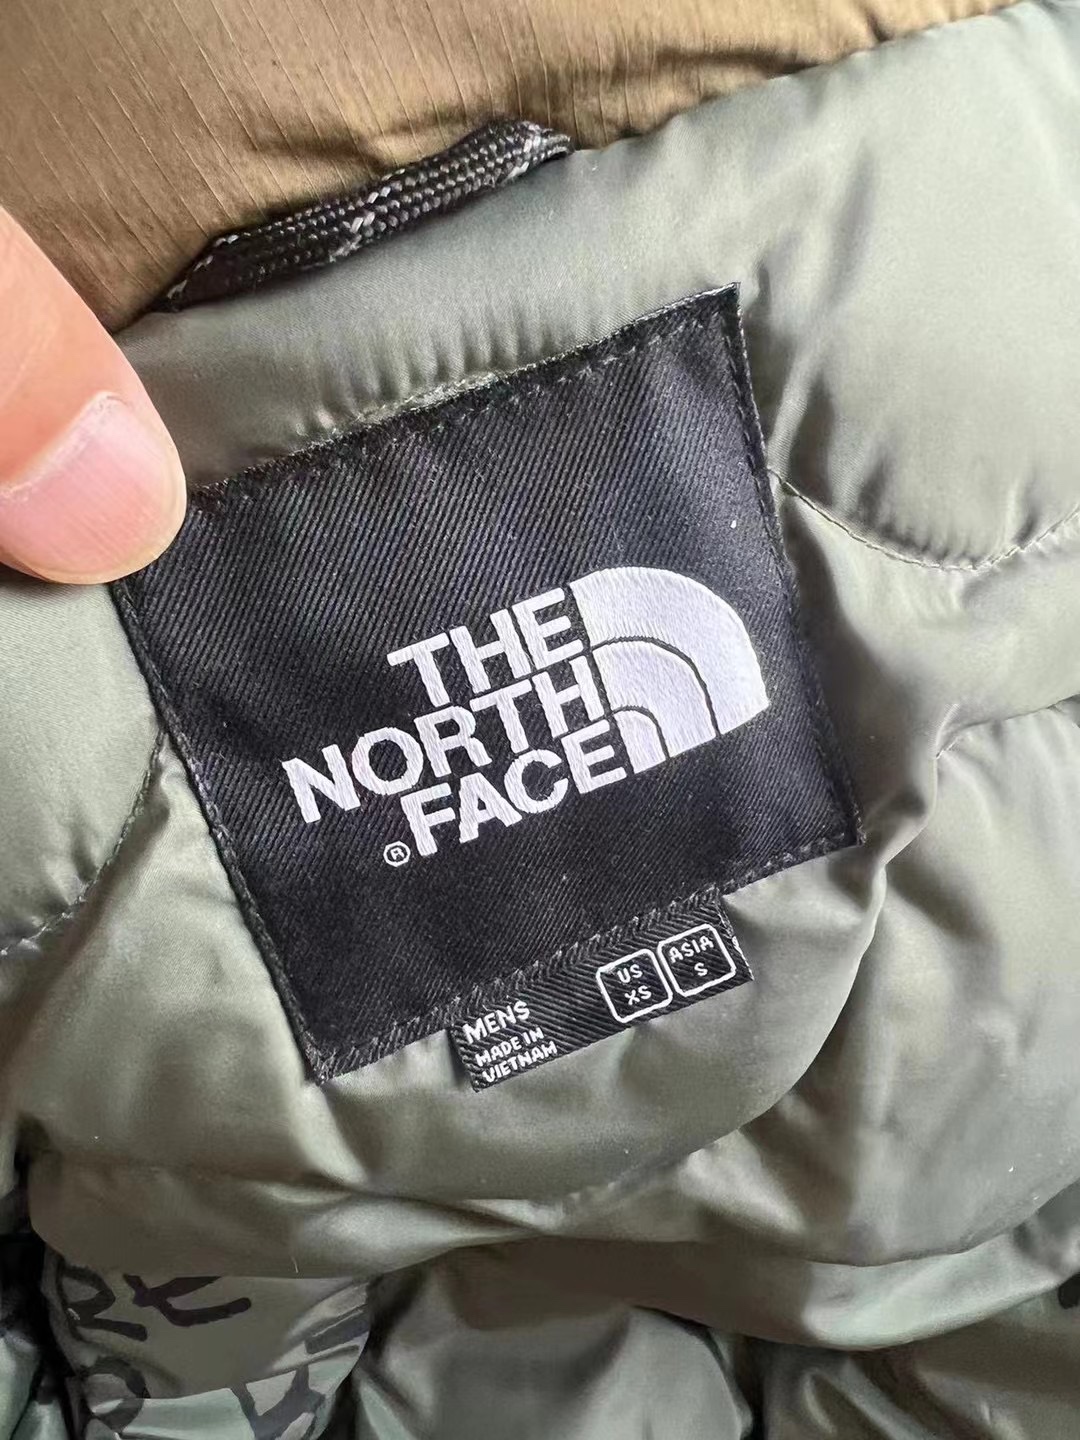 THE
NORTH
FACE
®
MENS
MADE IN
VIETNAM
US
XS
ASIA
S